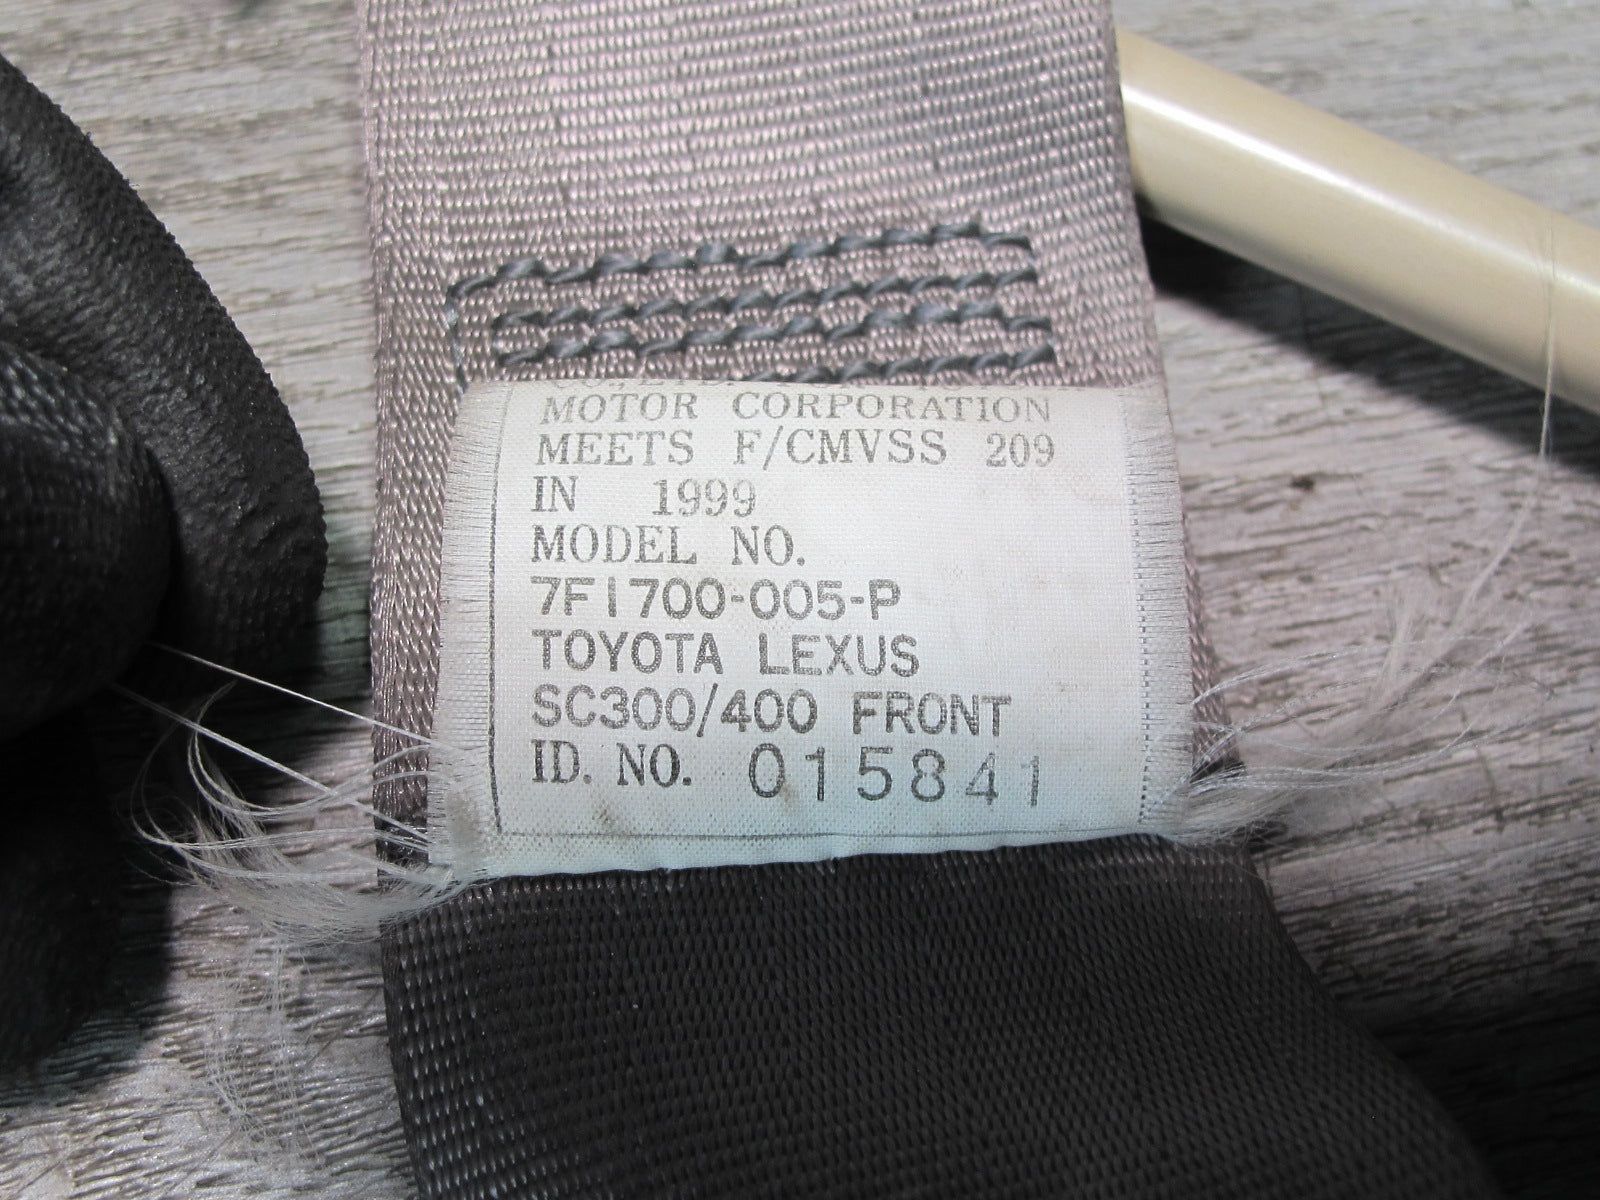 MOTOR CORPORATION
MEETS F/CMVSS 209
IN 1999
MODEL NO.
7F1700-005-P
TOYOTA LEXUS
SC300/400 FRONT
ID. NO. 015841